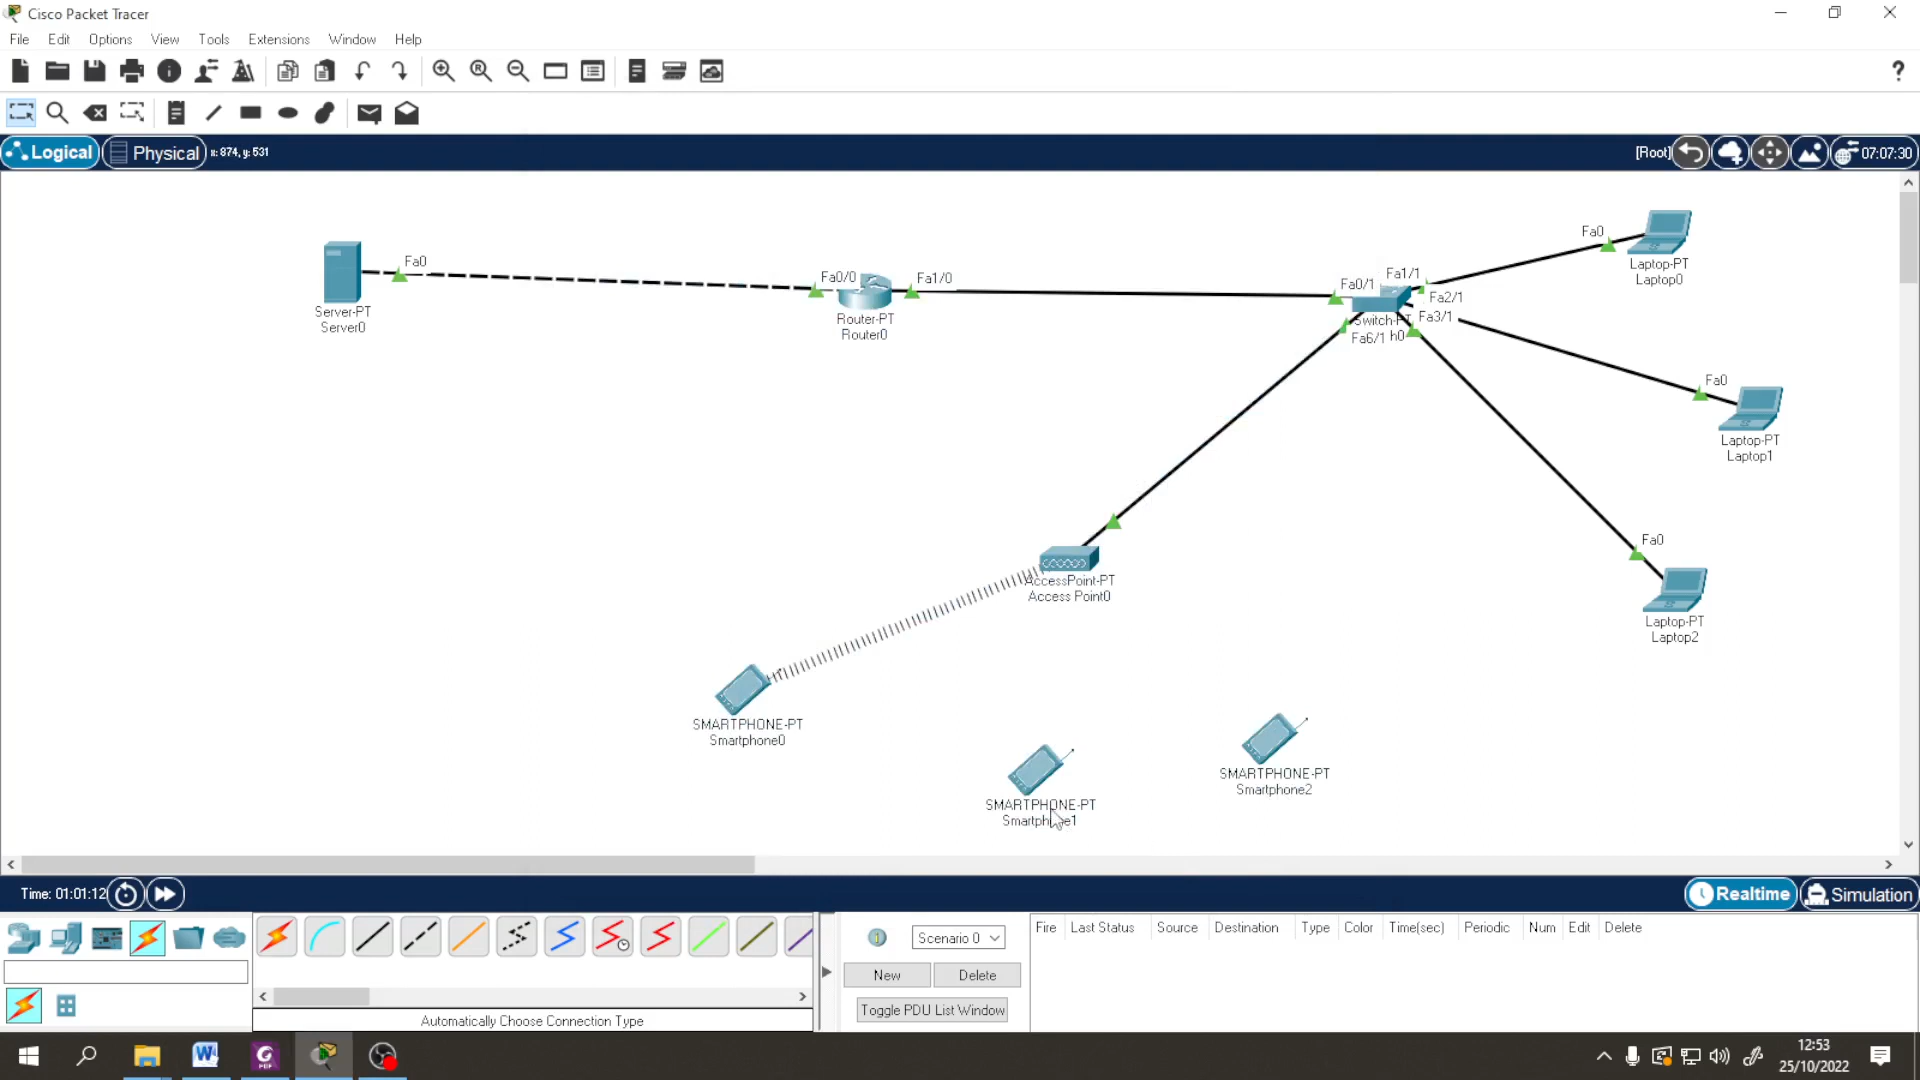 Cisco Packet Tracer
File Edit Options View Tools Extensions Window Help
?
Logical Physical x: 874, y: 531 [Root] 07:07:30
Fa0
Server-PT
Server0
Fa0/0
Fa1/0
Router-PT
Router0
Fa0/1
Fa1/1
Fa2/1
Fa3/1
Switch-PT
Fa6/1 h0
Fa0
Laptop-PT
Laptop0
Fa0
Laptop-PT
Laptop1
Fa0
Laptop-PT
Laptop2
AccessPoint-PT
Access Point0
SMARTPHONE-PT
Smartphone0
SMARTPHONE-PT
Smartphone1
SMARTPHONE-PT
Smartphone2
Time: 01:01:12 Realtime Simulation
Scenario 0
New Delete
Toggle PDU List Window
Fire Last Status Source Destination Type Color Time(sec) Periodic Num Edit Delete
Automatically Choose Connection Type
12:53
25/10/2022